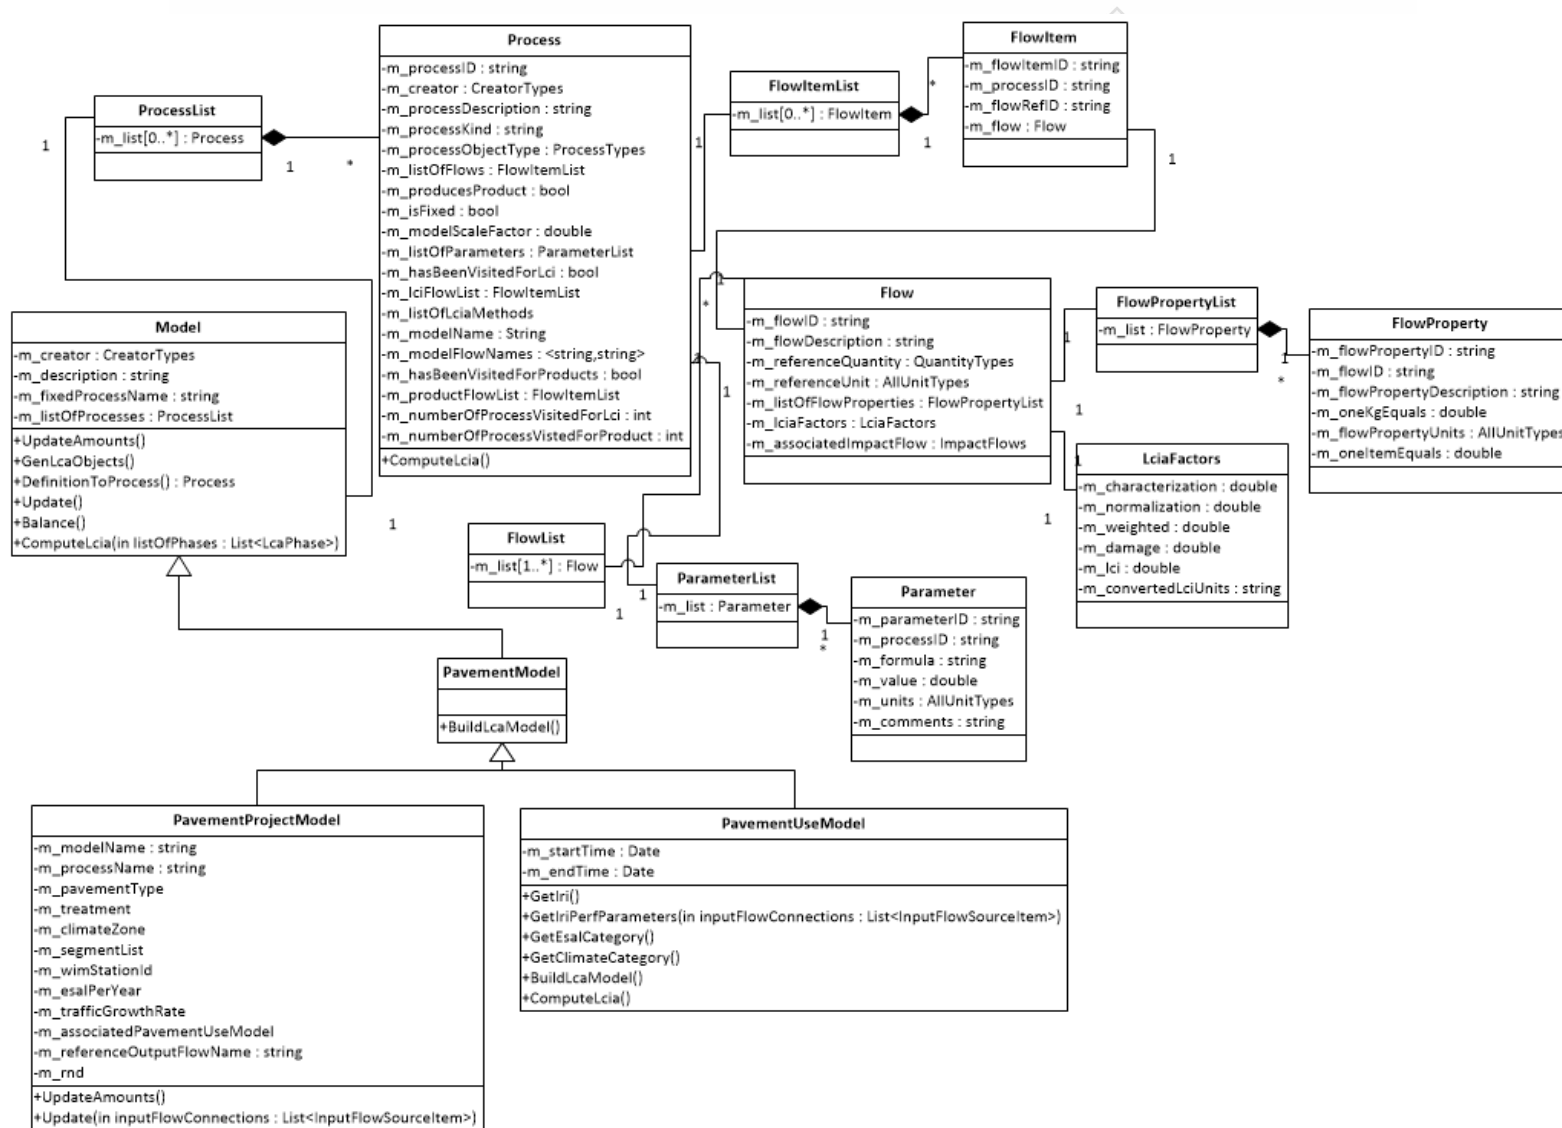 ProcessList
-m_list[0..*] : Process
1
1
*
Process
-m_processID : string
-m_creator : CreatorTypes
-m_processDescription : string
-m_processKind : string
-m_processObjectType : ProcessTypes
-m_listOfFlows : FlowItemList
-m_producesProduct : bool
-m_isFixed : bool
-m_modelScaleFactor : double
-m_listOfParameters : ParameterList
-m_hasBeenVisitedForLci : bool
-m_lciFlowList : FlowItemList
-m_listOfLciaMethods
-m_modelName : String
-m_modelFlowNames : <string,string>
-m_hasBeenVisitedForProducts : bool
-m_productFlowList : FlowItemList
-m_numberOfProcessVisitedForLci : int
-m_numberOfProcessVistedForProduct : int
+ComputeLcia()
1
FlowItemList
-m_list[0..*] : FlowItem
*
1
FlowItem
-m_flowItemID : string
-m_processID : string
-m_flowRefID : string
-m_flow : Flow
1
1
*
Flow
-m_flowID : string
-m_flowDescription : string
-m_referenceQuantity : QuantityTypes
-m_referenceUnit : AllUnitTypes
-m_listOfFlowProperties : FlowPropertyList
-m_lciaFactors : LciaFactors
-m_associatedImpactFlow : ImpactFlows
1
1
1
1
FlowPropertyList
-m_list : FlowProperty
1
*
FlowProperty
-m_flowPropertyID : string
-m_flowID : string
-m_flowPropertyDescription : string
-m_oneKgEquals : double
-m_flowPropertyUnits : AllUnitTypes
-m_oneItemEquals : double
LciaFactors
-m_characterization : double
-m_normalization : double
-m_weighted : double
-m_damage : double
-m_lci : double
-m_convertedLciUnits : string
Model
-m_creator : CreatorTypes
-m_description : string
-m_fixedProcessName : string
-m_listOfProcesses : ProcessList
+UpdateAmounts()
+GenLcaObjects()
+DefinitionToProcess() : Process
+Update()
+Balance()
+ComputeLcia(in listOfPhases : List<LcaPhase>)
1
FlowList
-m_list[1..*] : Flow
1
1
1
ParameterList
-m_list : Parameter
1
*
Parameter
-m_parameterID : string
-m_processID : string
-m_formula : string
-m_value : double
-m_units : AllUnitTypes
-m_comments : string
PavementModel
+BuildLcaModel()
PavementProjectModel
-m_modelName : string
-m_processName : string
-m_pavementType
-m_treatment
-m_climateZone
-m_segmentList
-m_wimStationId
-m_esalPerYear
-m_trafficGrowthRate
-m_associatedPavementUseModel
-m_referenceOutputFlowName : string
-m_rnd
+UpdateAmounts()
+Update(in inputFlowConnections : List<InputFlowSourceItem>)
PavementUseModel
-m_startTime : Date
-m_endTime : Date
+GetIri()
+GetIriPerfParameters(in inputFlowConnections : List<InputFlowSourceItem>)
+GetEsalCategory()
+GetClimateCategory()
+BuildLcaModel()
+ComputeLcia()